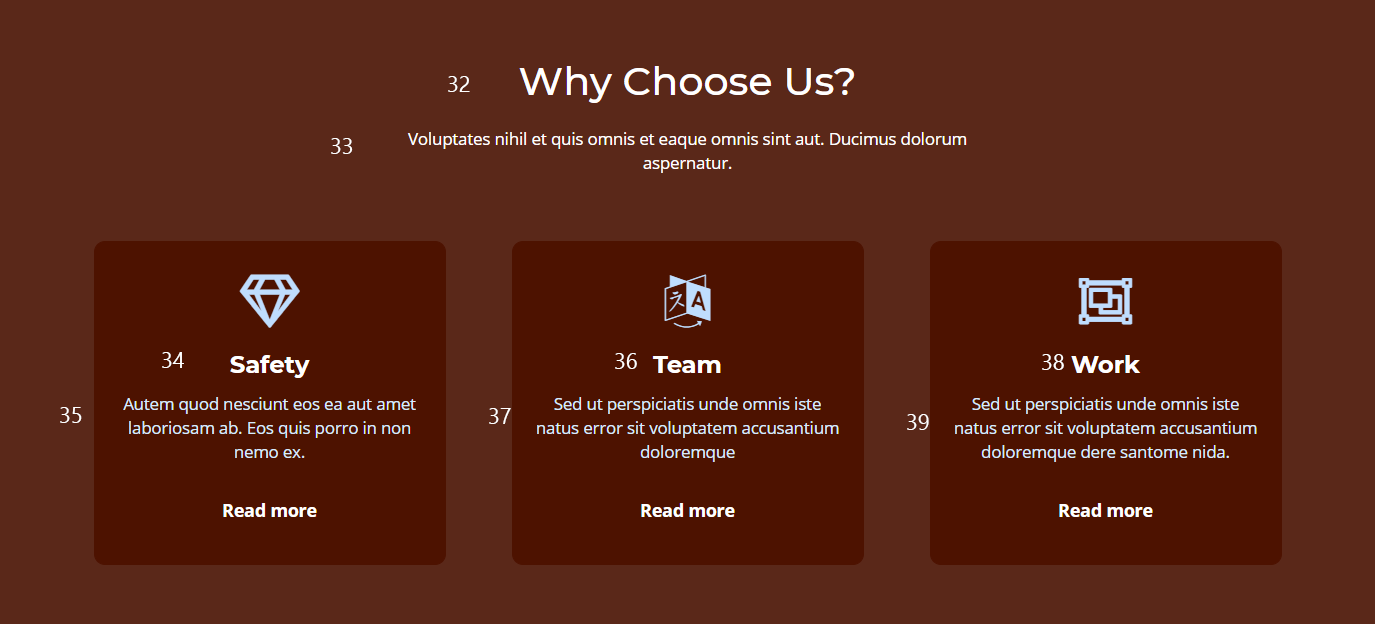 32 Why Choose Us?
33 Voluptates nihil et quis omnis et eaque omnis sint aut. Ducimus dolorum
aspernatur.
34 Safety
35 Autem quod nesciunt eos ea aut amet
laboriosam ab. Eos quis porro in non
nemo ex.
Read more
A
36 Team
37 Sed ut perspiciatis unde omnis iste
natus error sit voluptatem accusantium
doloremque
Read more
38 Work
39 Sed ut perspiciatis unde omnis iste
natus error sit voluptatem accusantium
doloremque dere santome nida.
Read more